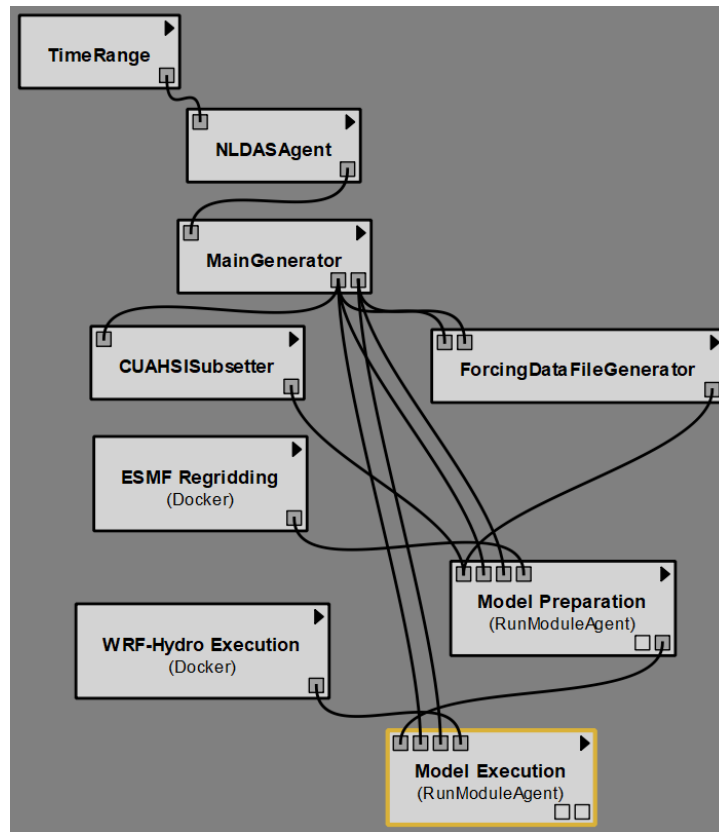 TimeRange
NLDASAgent
MainGenerator
CUAHSISubsetter
ForcingDataFileGenerator
ESMF Regridding
(Docker)
Model Preparation
(RunModuleAgent)
WRF-Hydro Execution
(Docker)
Model Execution
(RunModuleAgent)